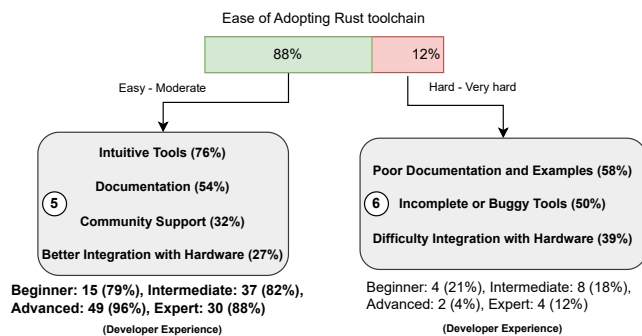 Ease of Adopting Rust toolchain
88%
12%
Easy - Moderate
Hard - Very hard
Intuitive Tools (76%)
Documentation (54%)
5
Community Support (32%)
Better Integration with Hardware (27%)
Beginner: 15 (79%), Intermediate: 37 (82%),
Advanced: 49 (96%), Expert: 30 (88%)
(Developer Experience)
Poor Documentation and Examples (58%)
6
Incomplete or Buggy Tools (50%)
Difficulty Integration with Hardware (39%)
Beginner: 4 (21%), Intermediate: 8 (18%),
Advanced: 2 (4%), Expert: 4 (12%)
(Developer Experience)